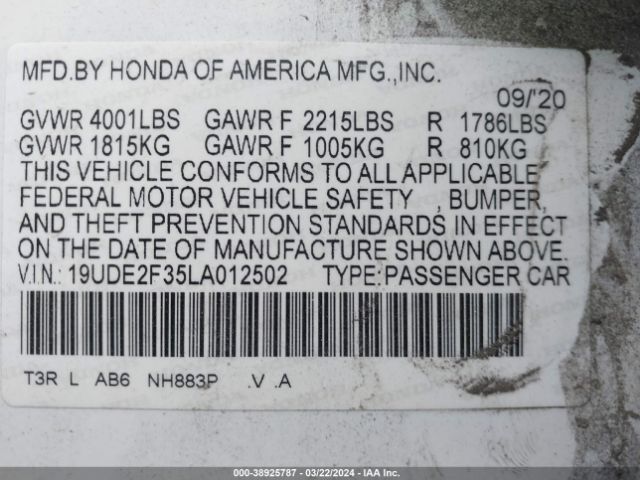 MFD.BY HONDA OF AMERICA MFG.,INC.
09/'20
GVWR 4001LBS GAWR F 2215LBS R 1786LBS
GVWR 1815KG GAWR F 1005KG R 810KG
THIS VEHICLE CONFORMS TO ALL APPLICABLE
FEDERAL MOTOR VEHICLE SAFETY , BUMPER,
AND THEFT PREVENTION STANDARDS IN EFFECT
ON THE DATE OF MANUFACTURE SHOWN ABOVE.
V.I.N.: 19UDE2F35LA012502 TYPE:PASSENGER CAR
T3R L AB6 NH883P .V .A
000-38925787 - 03/22/2024 - IAA Inc.